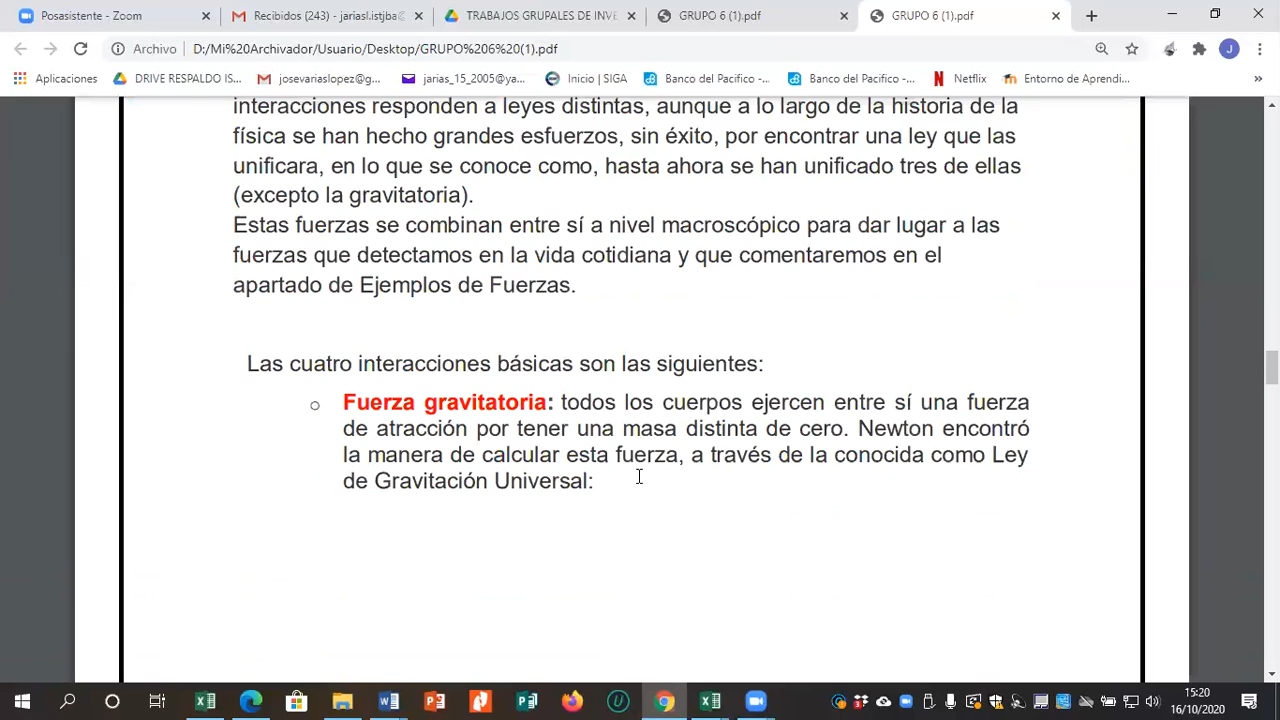 Posasistente - Zoom
Recibidos (243) - jariasl.istjba@
TRABAJOS GRUPALES DE INVE
GRUPO 6 (1).pdf
GRUPO 6 (1).pdf
Archivo
D:/Mi%20Archivador/Usuario/Desktop/GRUPO%206%20(1).pdf
Aplicaciones
DRIVE RESPALDO IS...
josevariaslopez@g...
jarias_15_2005@ya...
Inicio | SIGA
Banco del Pacifico -...
Banco del Pacifico -...
Netflix
Entorno de Aprendi...
»
J
interacciones responden a leyes distintas, aunque a lo largo de la historia de la
física se han hecho grandes esfuerzos, sin éxito, por encontrar una ley que las
unificara, en lo que se conoce como, hasta ahora se han unificado tres de ellas
(excepto la gravitatoria).
Estas fuerzas se combinan entre sí a nivel macroscópico para dar lugar a las
fuerzas que detectamos en la vida cotidiana y que comentaremos en el
apartado de Ejemplos de Fuerzas.
Las cuatro interacciones básicas son las siguientes:
o Fuerza gravitatoria: todos los cuerpos ejercen entre sí una fuerza
de atracción por tener una masa distinta de cero. Newton encontró
la manera de calcular esta fuerza, a través de la conocida como Ley
de Gravitación Universal:
15:20
16/10/2020